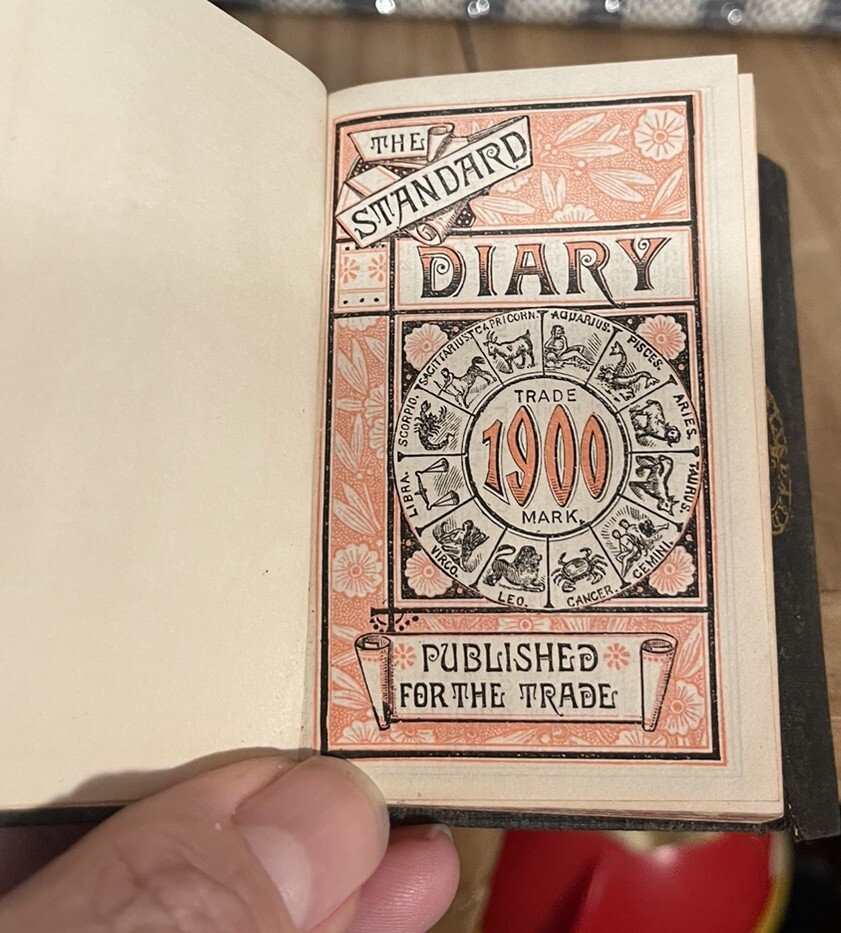 THE
STANDARD
DIARY
CAPRICORN.
AQUARIUS.
PISCES.
ARIES.
TAURUS.
GEMINI
CANCER.
LEO.
VIRGO.
LIBRA.
SCORPIO.
SAGITTARIUS
TRADE
1900
MARK
PUBLISHED
FOR THE TRADE